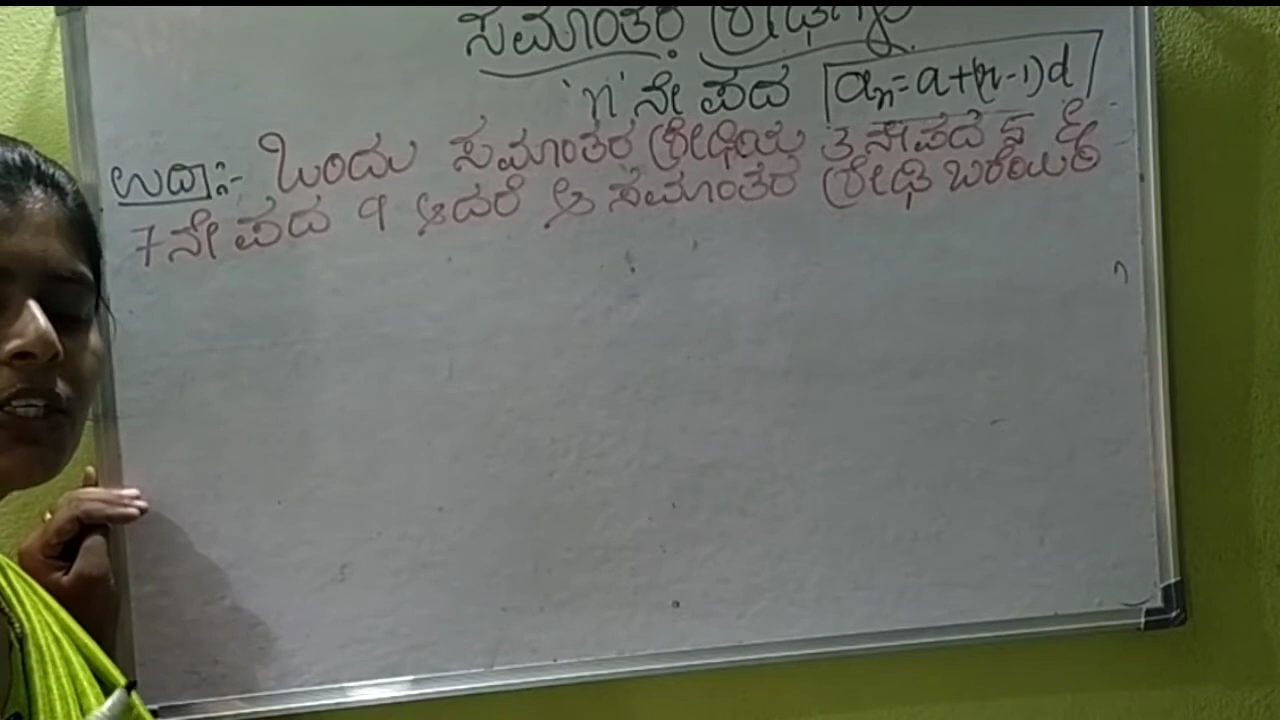 ಸಮಾಂತರ ಶ್ರೇಢಿಗಳು
'n' ನೇ ಪದ aₙ=a+(n-1)d
ಉದಾ:- ಒಂದು ಸಮಾಂತರ ಶ್ರೇಢಿಯ 3 ನೇ ಪದ 5
7 ನೇ ಪದ 9 ಆದರೆ ಆ ಸಮಾಂತರ ಶ್ರೇಢಿ ಬರೆಯಿರಿ